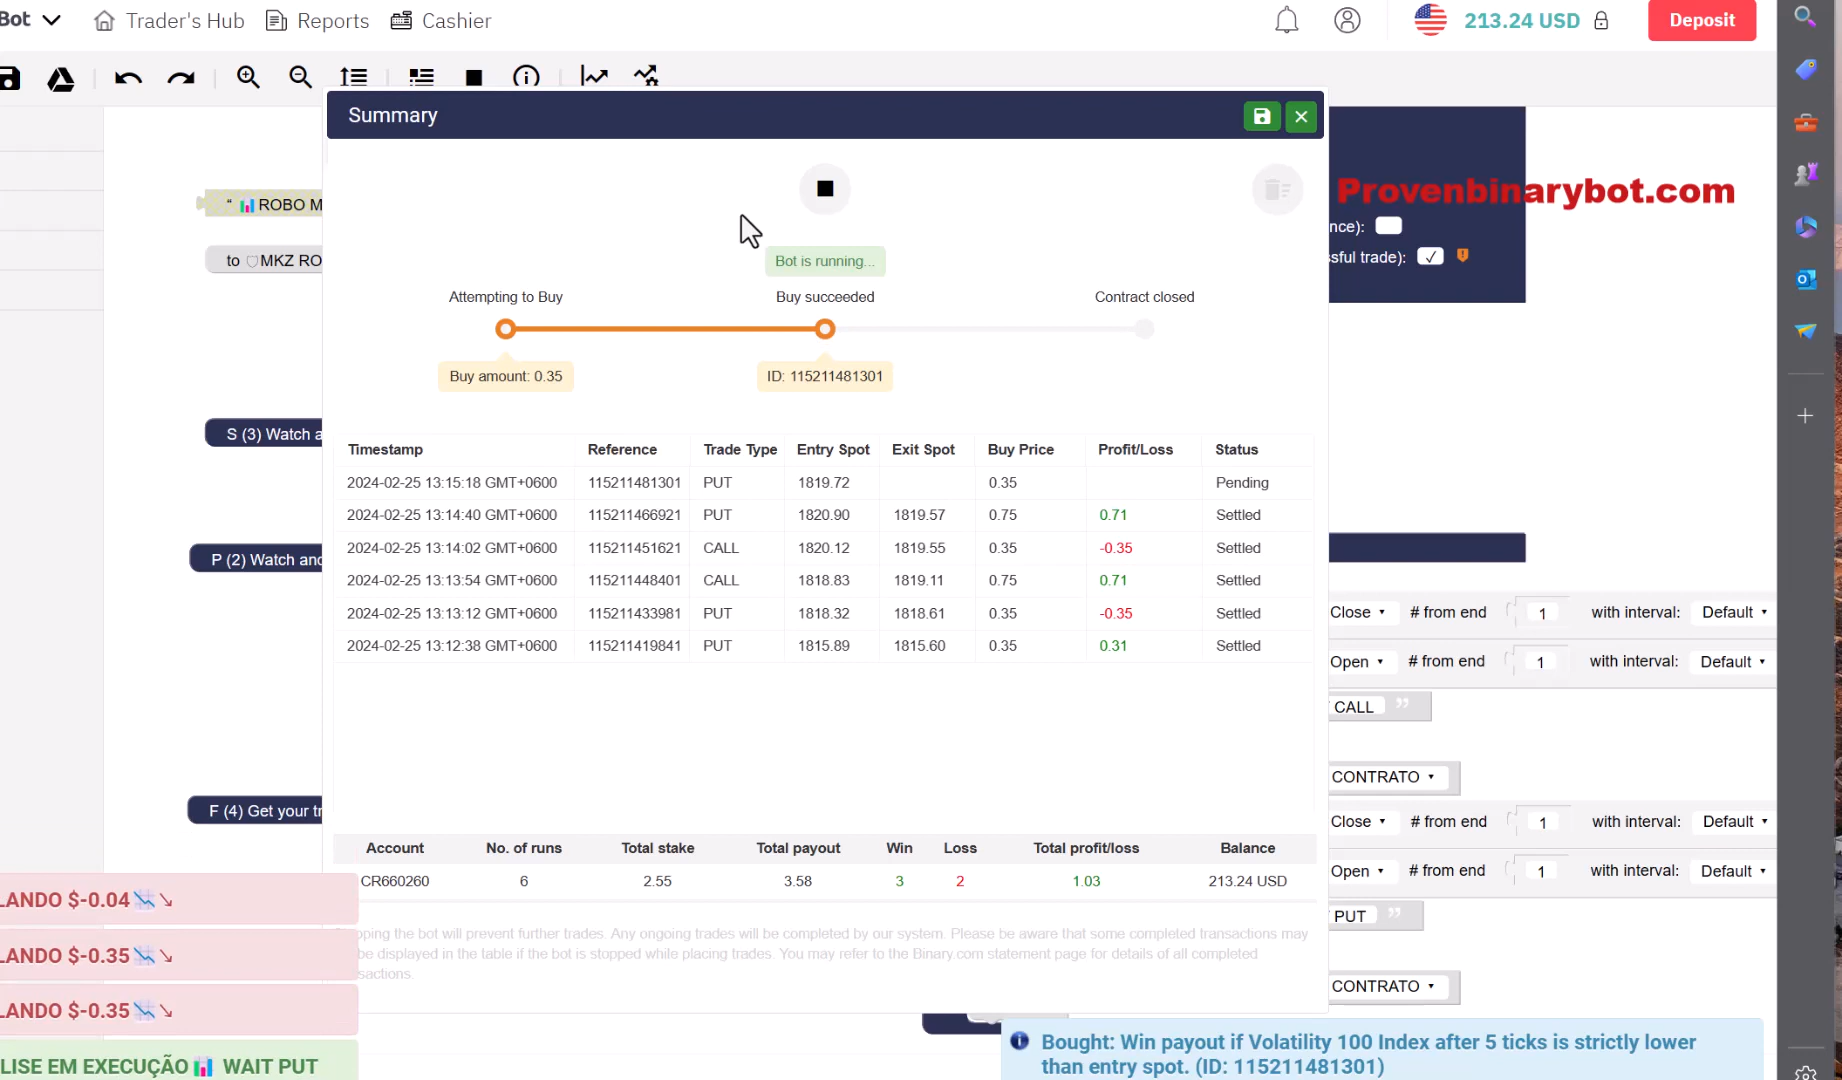 Bot Trader's Hub Reports Cashier 213.24 USD Deposit
Summary
Provenbinarybot.com
“ ROBO M
nce):
to MKZ RO
Bot is running...
sful trade): ✓
Attempting to Buy Buy succeeded Contract closed
Buy amount: 0.35 ID: 115211481301
S (3) Watch a
Timestamp Reference Trade Type Entry Spot Exit Spot Buy Price Profit/Loss Status
2024-02-25 13:15:18 GMT+0600 115211481301 PUT 1819.72 0.35 Pending
2024-02-25 13:14:40 GMT+0600 115211466921 PUT 1820.90 1819.57 0.75 0.71 Settled
2024-02-25 13:14:02 GMT+0600 115211451621 CALL 1820.12 1819.55 0.35 -0.35 Settled
P (2) Watch and
2024-02-25 13:13:54 GMT+0600 115211448401 CALL 1818.83 1819.11 0.75 0.71 Settled
2024-02-25 13:13:12 GMT+0600 115211433981 PUT 1818.32 1818.61 0.35 -0.35 Settled
Close # from end 1 with interval: Default
2024-02-25 13:12:38 GMT+0600 115211419841 PUT 1815.89 1815.60 0.35 0.31 Settled
Open # from end 1 with interval: Default
CALL ”
CONTRATO
F (4) Get your tr
Close # from end 1 with interval: Default
Account No. of runs Total stake Total payout Win Loss Total profit/loss Balance
Open # from end 1 with interval: Default
CR660260 6 2.55 3.58 3 2 1.03 213.24 USD
LANDO $-0.04
PUT ”
pping the bot will prevent further trades. Any ongoing trades will be completed by our system. Please be aware that some completed transactions may
LANDO $-0.35
be displayed in the table if the bot is stopped while placing trades. You may refer to the Binary.com statement page for details of all completed
sactions.
CONTRATO
LANDO $-0.35
LISE EM EXECUÇÃO WAIT PUT
Bought: Win payout if Volatility 100 Index after 5 ticks is strictly lower
than entry spot. (ID: 115211481301)